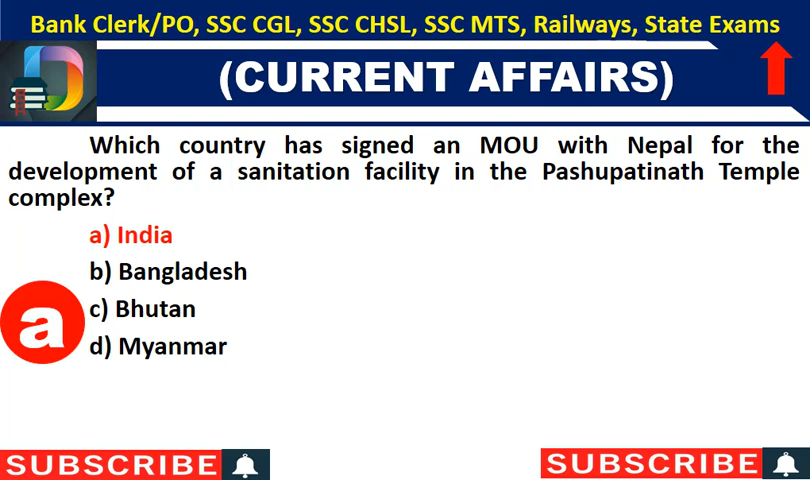 Bank Clerk/PO, SSC CGL, SSC CHSL, SSC MTS, Railways, State Exams
(CURRENT AFFAIRS)
Which country has signed an MOU with Nepal for the
development of a sanitation facility in the Pashupatinath Temple
complex?
a) India
b) Bangladesh
c) Bhutan
d) Myanmar
a
SUBSCRIBE
SUBSCRIBE